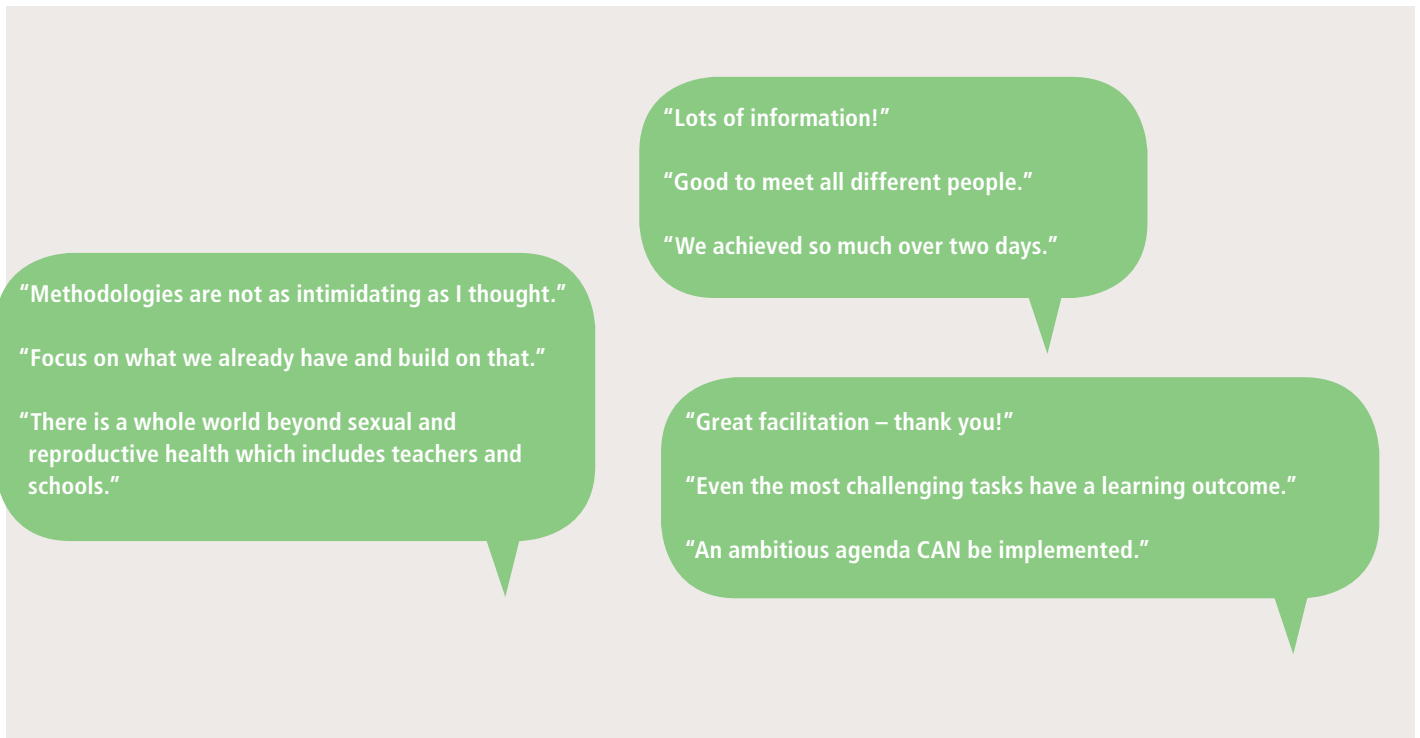 “Lots of information!”
“Good to meet all different people.”
“We achieved so much over two days.”
“Methodologies are not as intimidating as I thought.”
“Focus on what we already have and build on that.”
“There is a whole world beyond sexual and
reproductive health which includes teachers and
schools.”
“Great facilitation – thank you!”
“Even the most challenging tasks have a learning outcome.”
“An ambitious agenda CAN be implemented.”